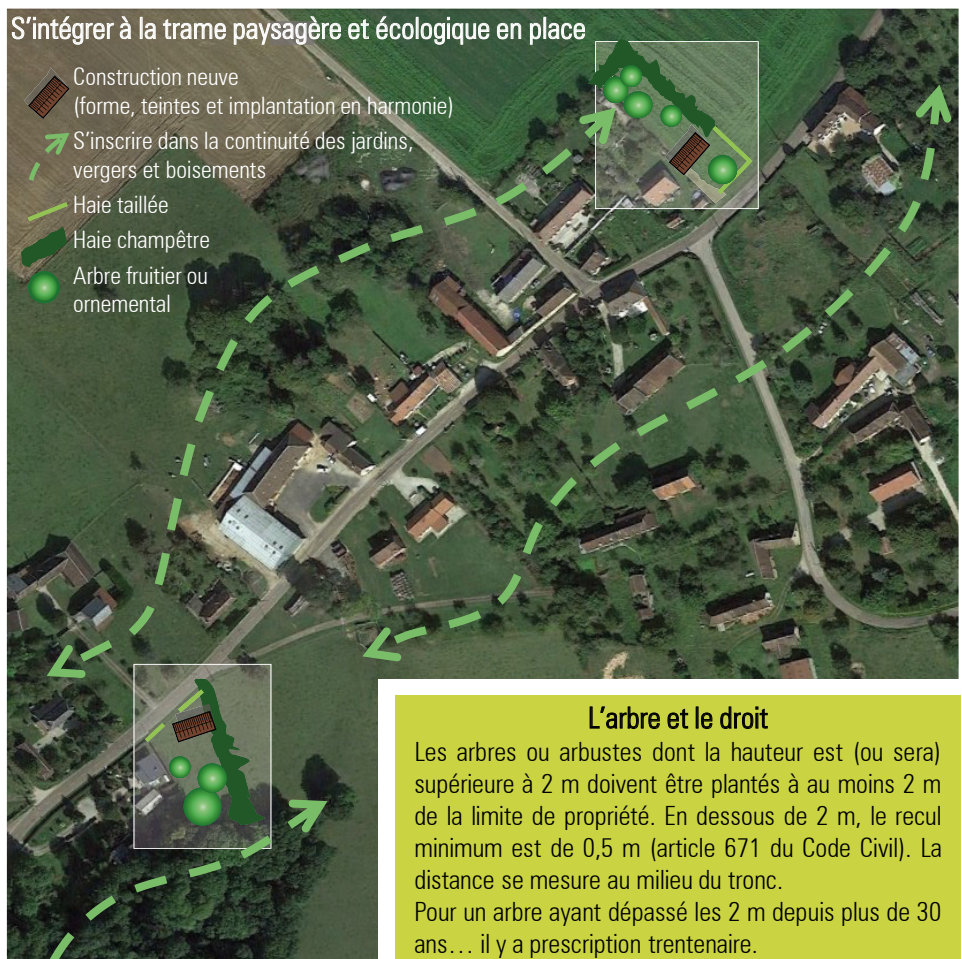 S’intégrer à la trame paysagère et écologique en place
Construction neuve
(forme, teintes et implantation en harmonie)
S’inscrire dans la continuité des jardins,
vergers et boisements
Haie taillée
Haie champêtre
Arbre fruitier ou
ornemental
L’arbre et le droit
Les arbres ou arbustes dont la hauteur est (ou sera)
supérieure à 2 m doivent être plantés à au moins 2 m
de la limite de propriété. En dessous de 2 m, le recul
minimum est de 0,5 m (article 671 du Code Civil). La
distance se mesure au milieu du tronc.
Pour un arbre ayant dépassé les 2 m depuis plus de 30
ans… il y a prescription trentenaire.